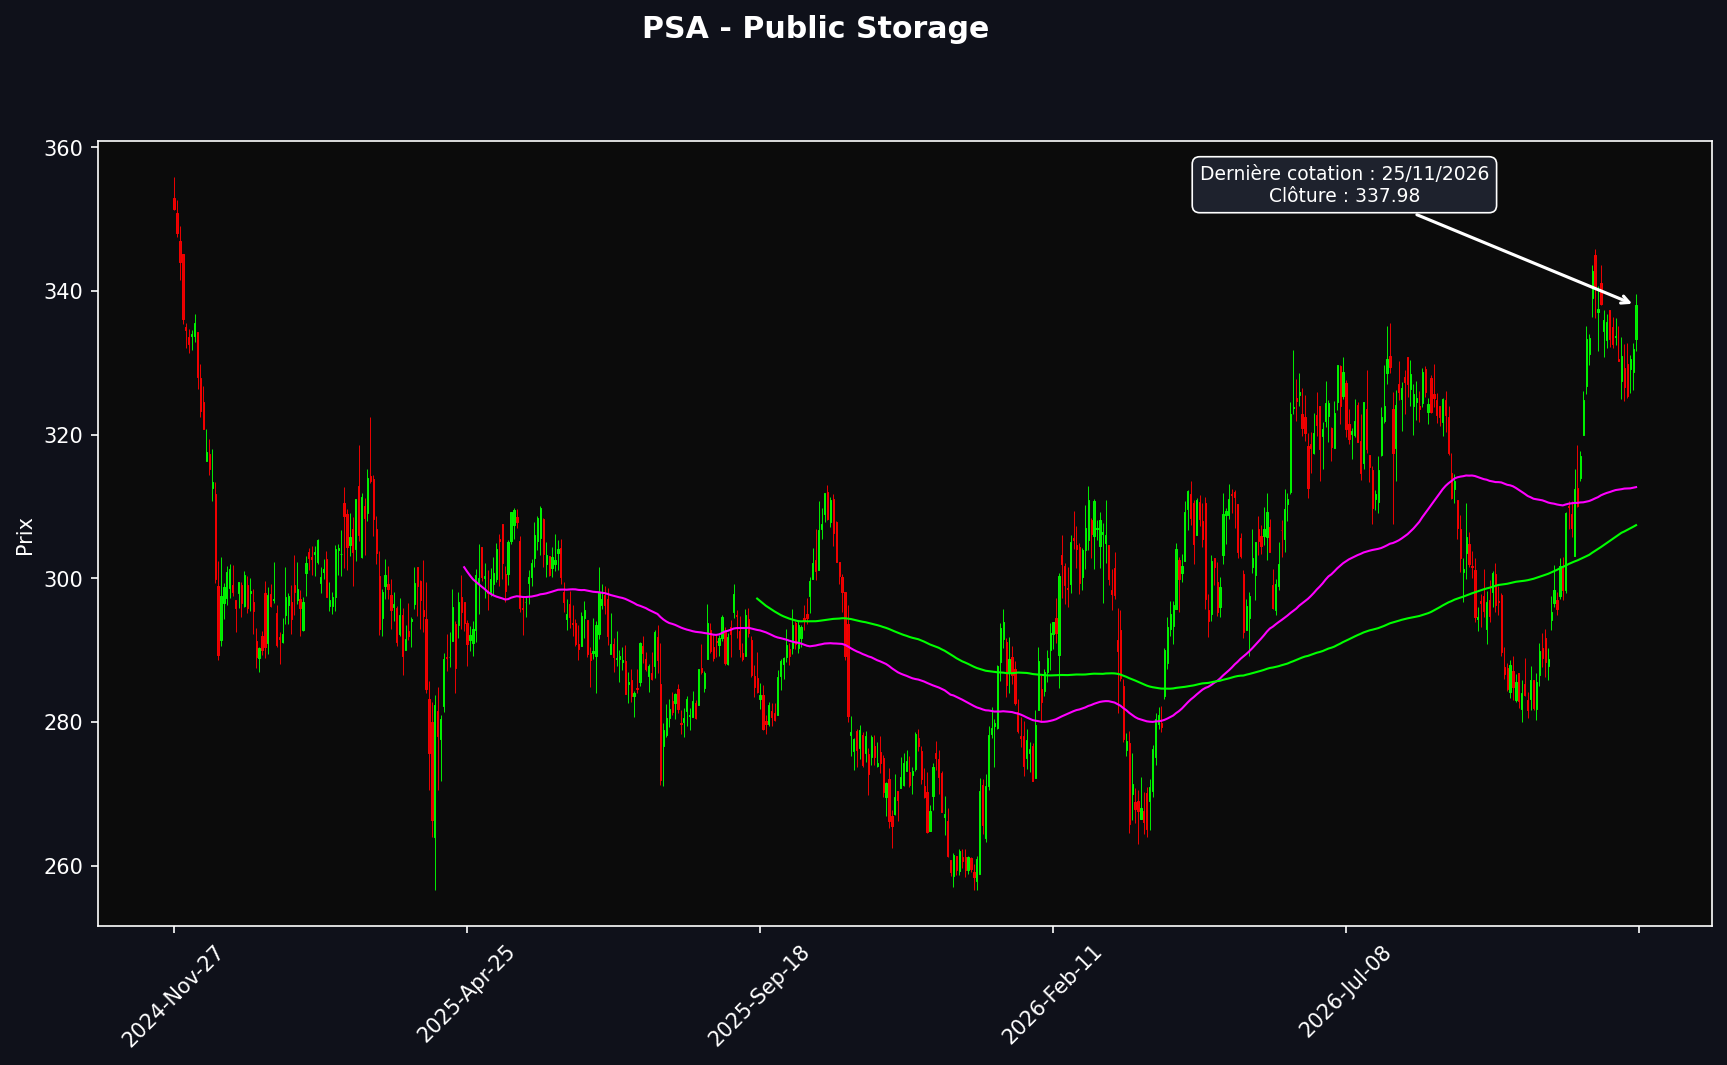 PSA - Public Storage
Dernière cotation : 25/11/2026
Clôture : 337.98
Prix
360
340
320
300
280
260
2024-Nov-27
2025-Apr-25
2025-Sep-18
2026-Feb-11
2026-Jul-08